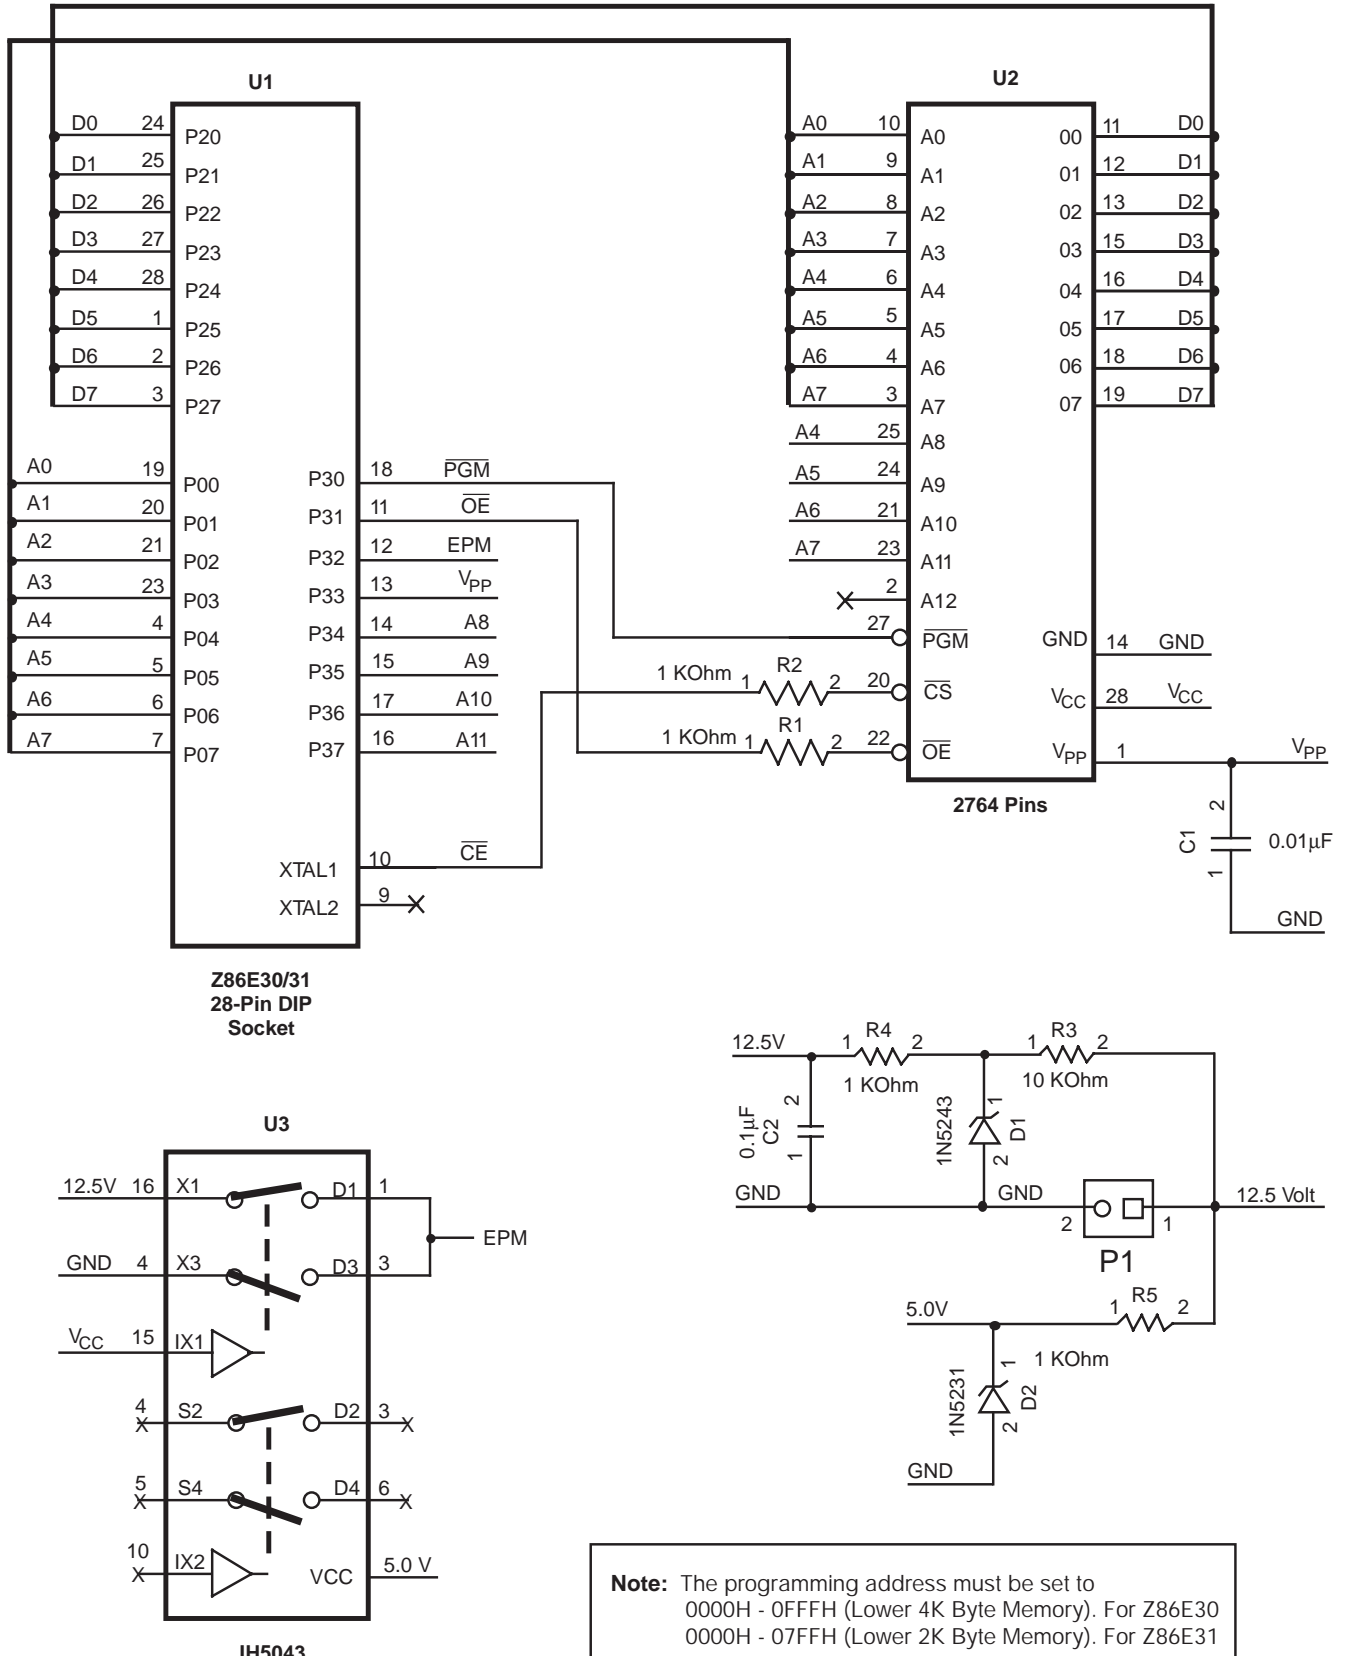 U1
U2
D0 24 P20
D1 25 P21
D2 26 P22
D3 27 P23
D4 28 P24
D5 1 P25
D6 2 P26
D7 3 P27
A0 19 P00
A1 20 P01
A2 21 P02
A3 23 P03
A4 4 P04
A5 5 P05
A6 6 P06
A7 7 P07
P30 18 PGM
P31 11 OE
P32 12 EPM
P33 13 VPP
P34 14 A8
P35 15 A9
P36 17 A10
P37 16 A11
XTAL1 10 CE
XTAL2 9
Z86E30/31
28-Pin DIP
Socket
A0 10 A0
A1 9 A1
A2 8 A2
A3 7 A3
A4 6 A4
A5 5 A5
A6 4 A6
A7 3 A7
A4 25 A8
A5 24 A9
A6 21 A10
A7 23 A11
2 A12
27 PGM
1 KOhm 1 R2 2 20 CS
1 KOhm 1 R1 2 22 OE
00 11 D0
01 12 D1
02 13 D2
03 15 D3
04 16 D4
05 17 D5
06 18 D6
07 19 D7
GND 14 GND
VCC 28 VCC
VPP 1 VPP
2764 Pins
2
C1 0.01μF
1
GND
12.5V 1 R4 2 1 R3 2
1 KOhm 10 KOhm
0.1μF C2 2 1
1N5243 D1 1 2
GND GND 2 1 12.5 Volt
P1
5.0V 1 R5 2
1 KOhm
1N5231 D2 1 2
GND
U3
12.5V 16 X1 D1 1
EPM
GND 4 X3 D3 3
VCC 15 IX1
4 S2 D2 3
5 S4 D4 6
10 IX2
VCC 5.0 V
IH5043
Note: The programming address must be set to
0000H - 0FFFH (Lower 4K Byte Memory). For Z86E30
0000H - 07FFH (Lower 2K Byte Memory). For Z86E31